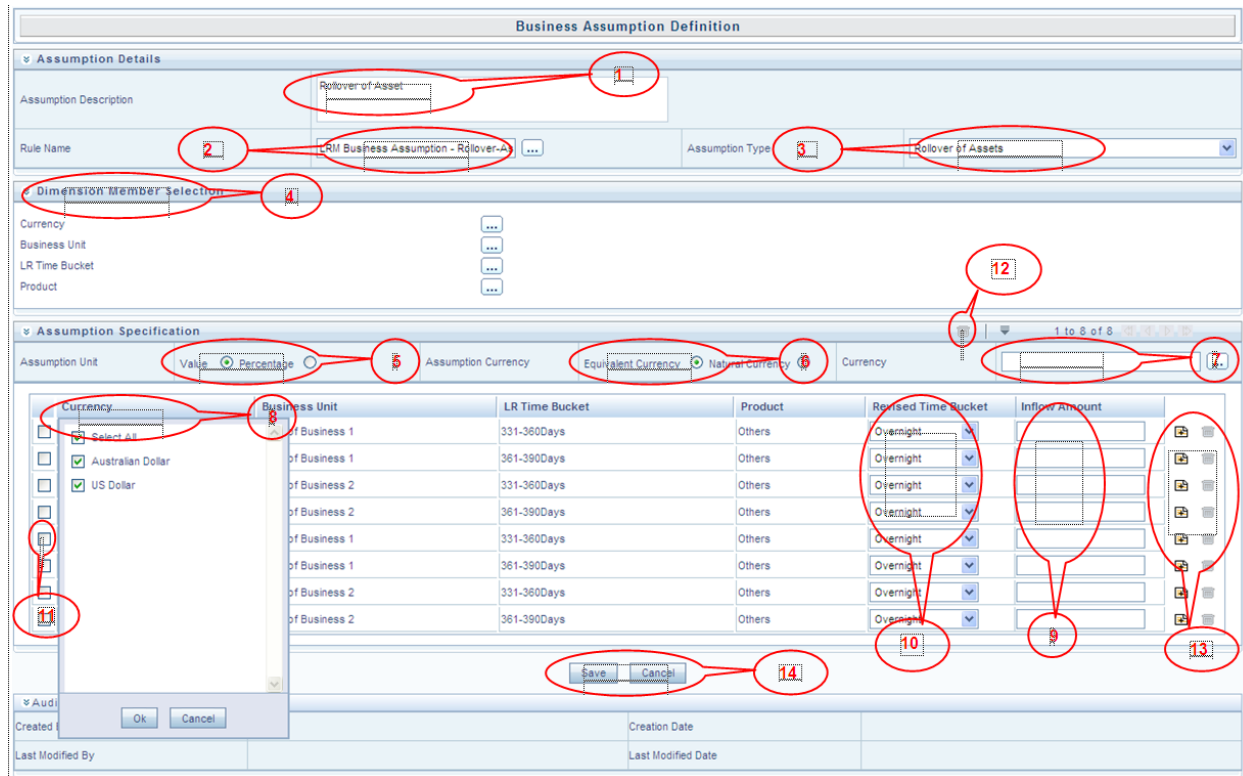 Business Assumption Definition
Assumption Details
1
Assumption Description
Rollover of Asset
Rule Name
2
LRM Business Assumption - Rollover-As
...
Assumption Type
3
Rollover of Assets
Dimension Member Selection
4
Currency ...
Business Unit ...
LR Time Bucket ...
Product ...
12
Assumption Specification
1 to 8 of 8
Assumption Unit Value Percentage 5 Assumption Currency Equivalent Currency Natural Currency 6 Currency 7
Currency Business Unit LR Time Bucket Product Revised Time Bucket Inflow Amount
8
Select All of Business 1 331-360Days Others Overnight
Australian Dollar of Business 1 361-390Days Others Overnight
US Dollar of Business 2 331-360Days Others Overnight
of Business 2 361-390Days Others Overnight
of Business 1 331-360Days Others Overnight
of Business 1 361-390Days Others Overnight
of Business 2 331-360Days Others Overnight
11 of Business 2 361-390Days Others Overnight
10 9 13
Save Cancel 14
Audi
Ok Cancel
Created Creation Date
Last Modified By Last Modified Date